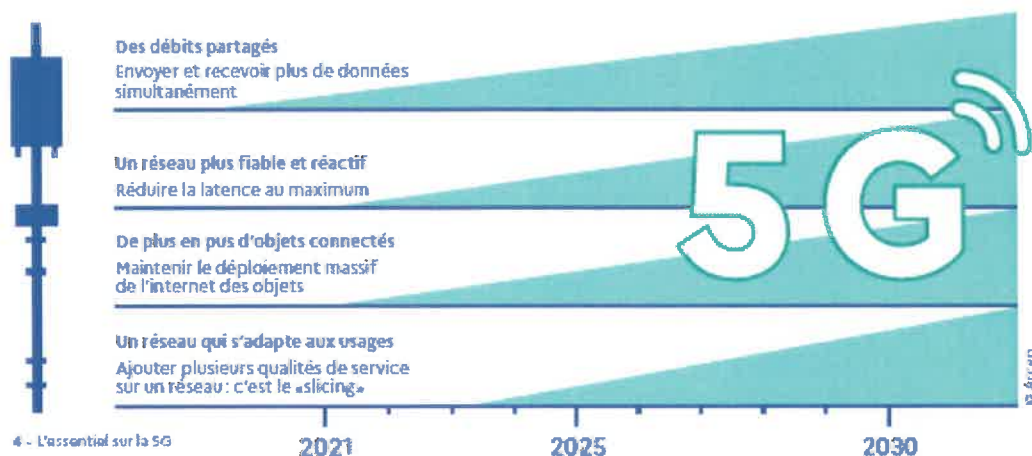 Des débits partagés
Envoyer et recevoir plus de données
simultanément
Un réseau plus fiable et réactif
Réduire la latence au maximum
De plus en pus d'objets connectés
Maintenir le déploiement massif
de l'internet des objets
Un réseau qui s'adapte aux usages
Ajouter plusieurs qualités de service
sur un réseau : c'est le «slicing»
5G
© Arcep
4 - L'essentiel sur la 5G
2021
2025
2030